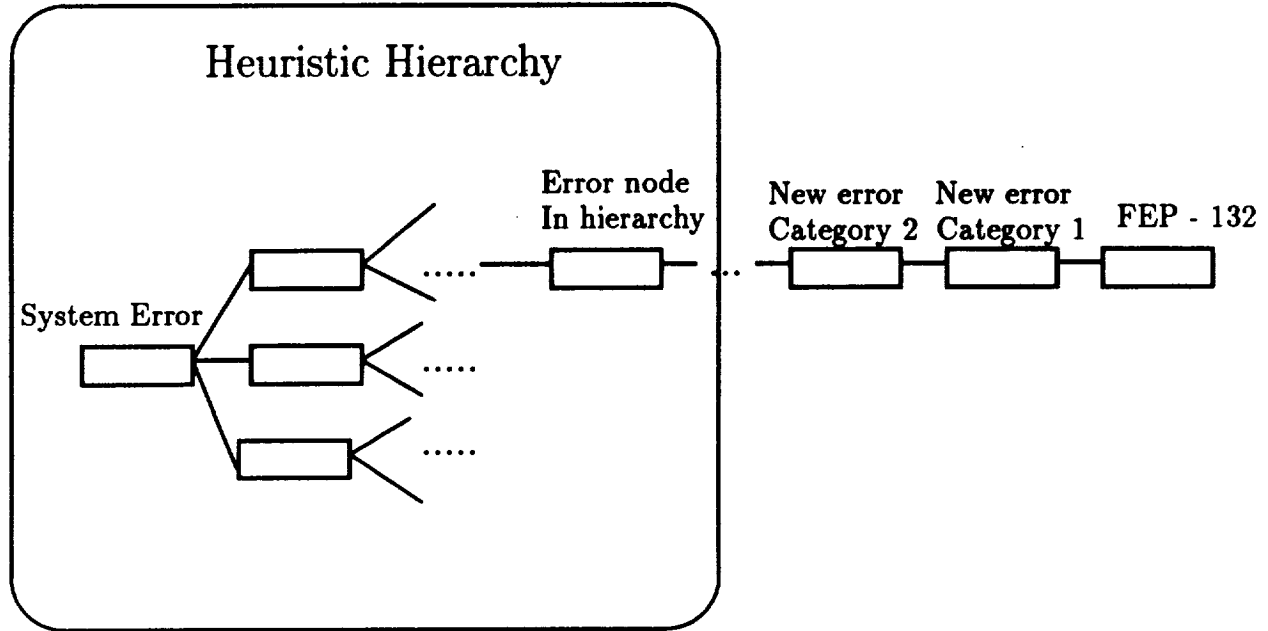 Heuristic Hierarchy
Error node
In hierarchy
New error
Category 2
New error
Category 1
FEP - 132
.....
...
System Error
.....
.....